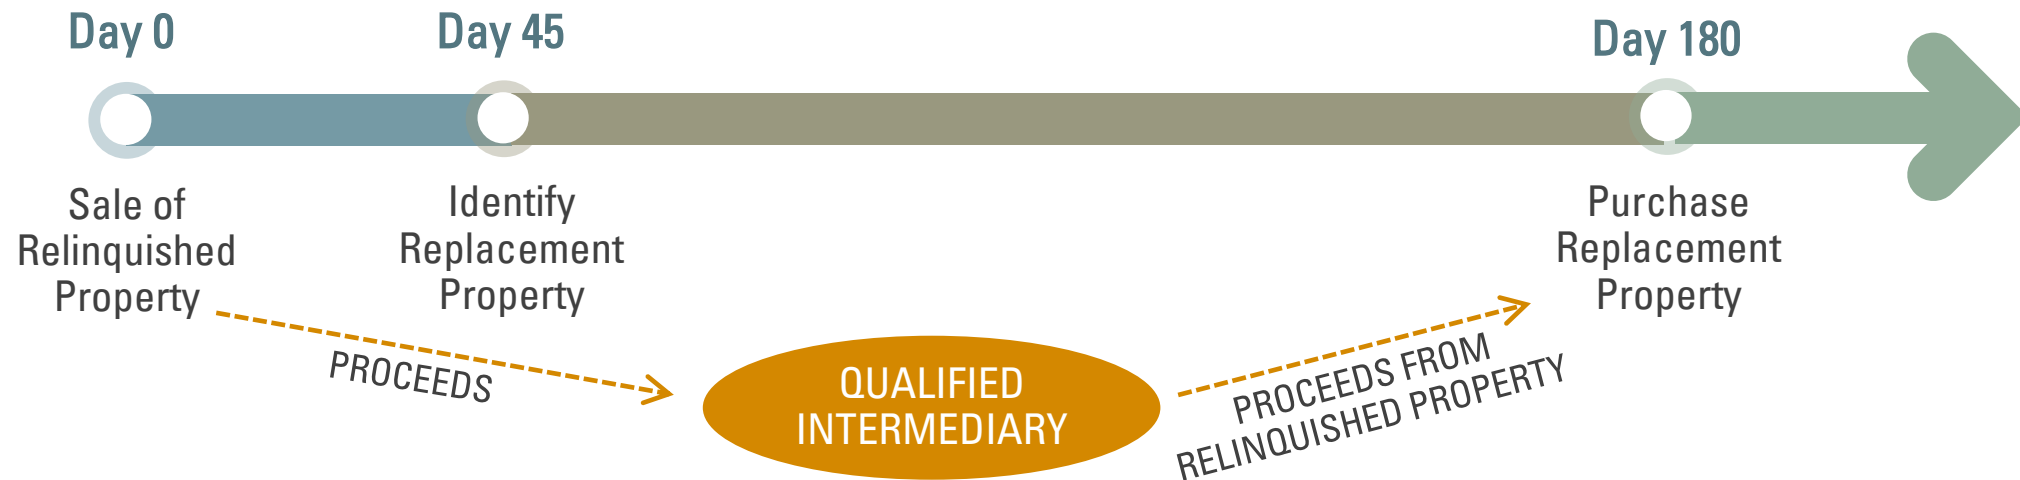 Day 0
Day 45
Day 180
Sale of
Relinquished
Property
Identify
Replacement
Property
Purchase
Replacement
Property
PROCEEDS
QUALIFIED
INTERMEDIARY
PROCEEDS FROM
RELINQUISHED PROPERTY